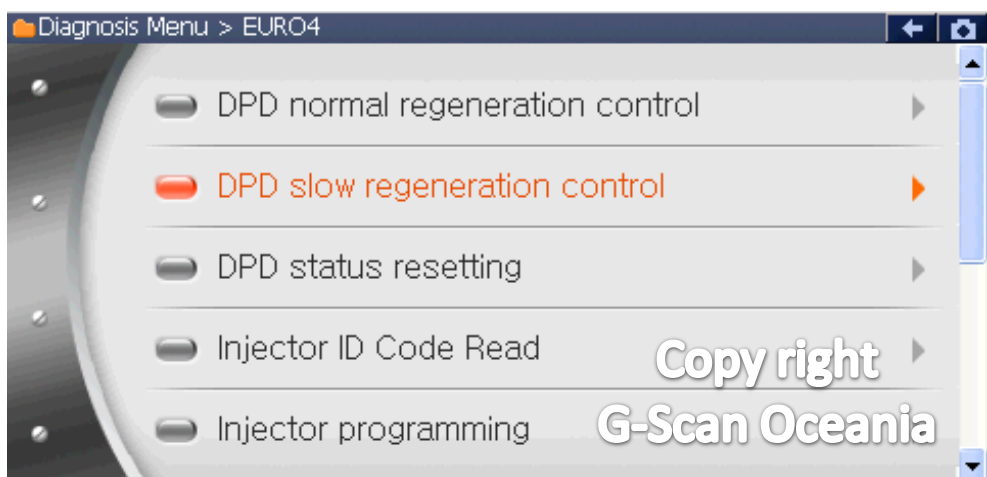 Diagnosis Menu > EURO4
DPD normal regeneration control
DPD slow regeneration control
DPD status resetting
Injector ID Code Read
Injector programming
Copy right
G-Scan Oceania